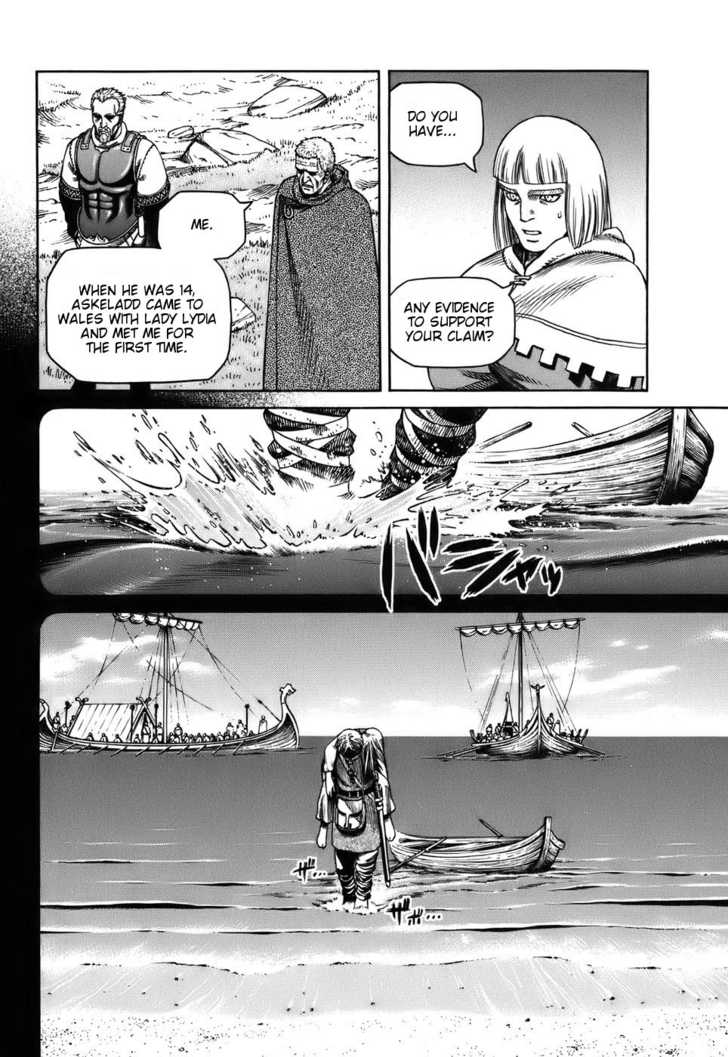 DO YOU
HAVE...
ANY EVIDENCE
TO SUPPORT
YOUR CLAIM?
ME.
WHEN HE WAS 14,
ASKELADD CAME TO
WALES WITH LADY LYDIA
AND MET ME FOR
THE FIRST TIME.
バシャッ
ザ…
ザザ…